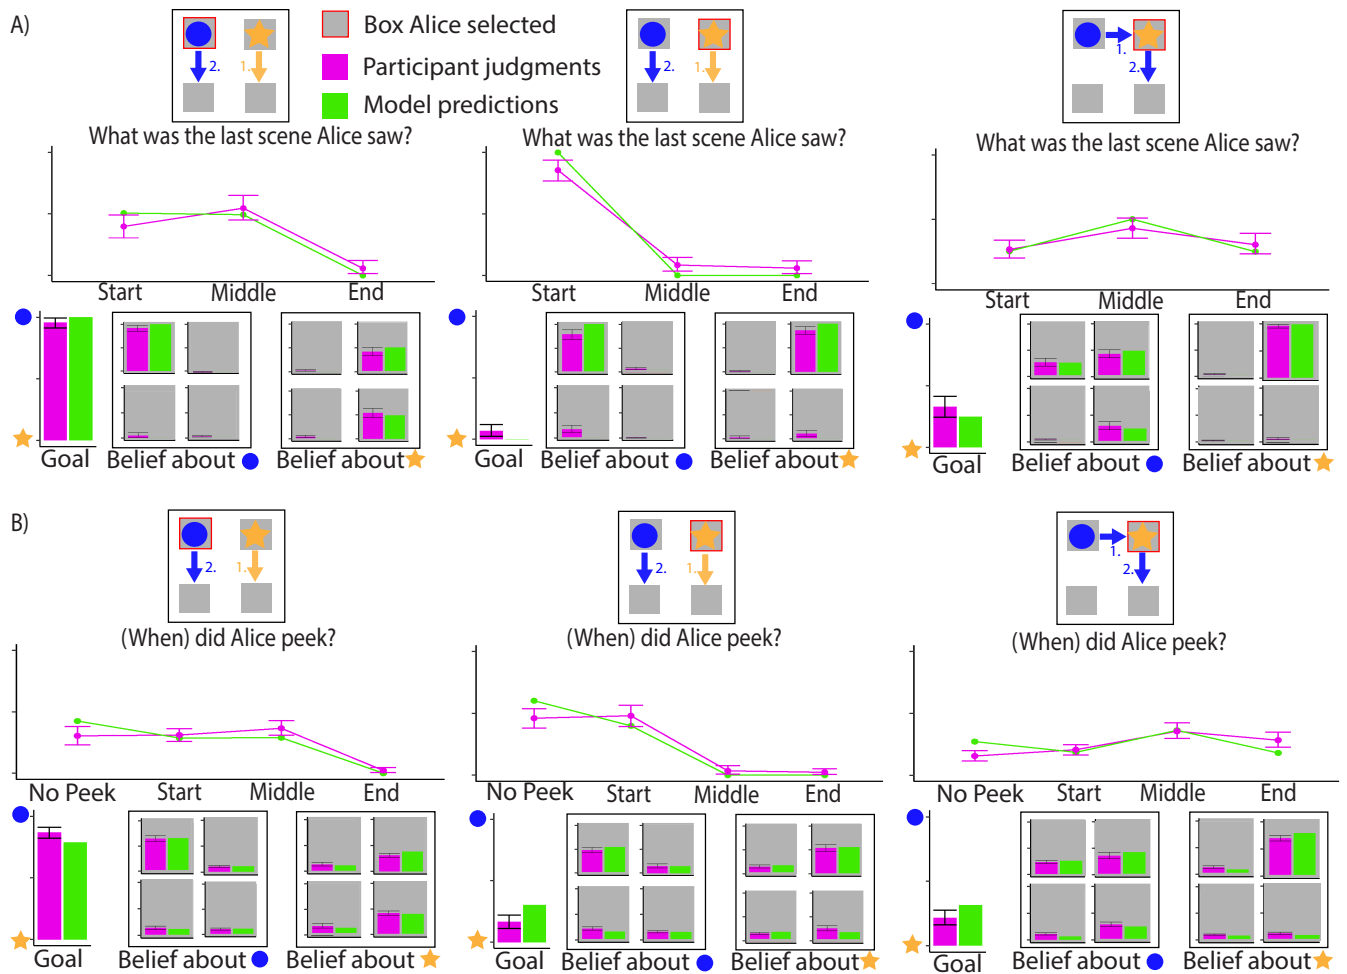 A)
2.
1.
Box Alice selected
Participant judgments
Model predictions
2.
1.
1.
2.
What was the last scene Alice saw?
What was the last scene Alice saw?
What was the last scene Alice saw?
Start
Middle
End
Start
Middle
End
Start
Middle
End
Goal
Belief about
Belief about
Goal
Belief about
Belief about
Goal
Belief about
Belief about
B)
2.
1.
2.
1.
1.
2.
(When) did Alice peek?
(When) did Alice peek?
(When) did Alice peek?
No Peek
Start
Middle
End
No Peek
Start
Middle
End
No Peek
Start
Middle
End
Goal
Belief about
Belief about
Goal
Belief about
Belief about
Goal
Belief about
Belief about